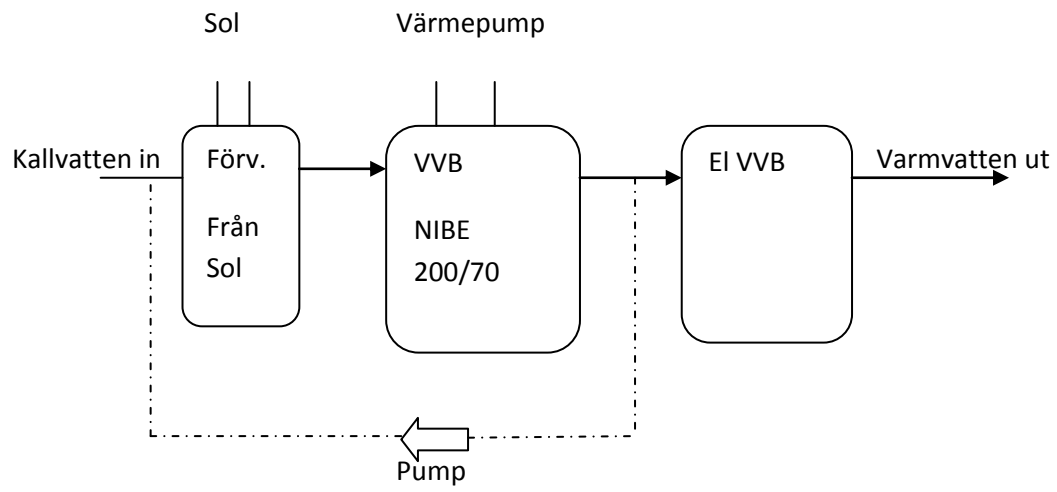 Sol
Värmepump
Kallvatten in
Förv.
Från
Sol
VVB
NIBE
200/70
El VVB
Varmvatten ut
Pump